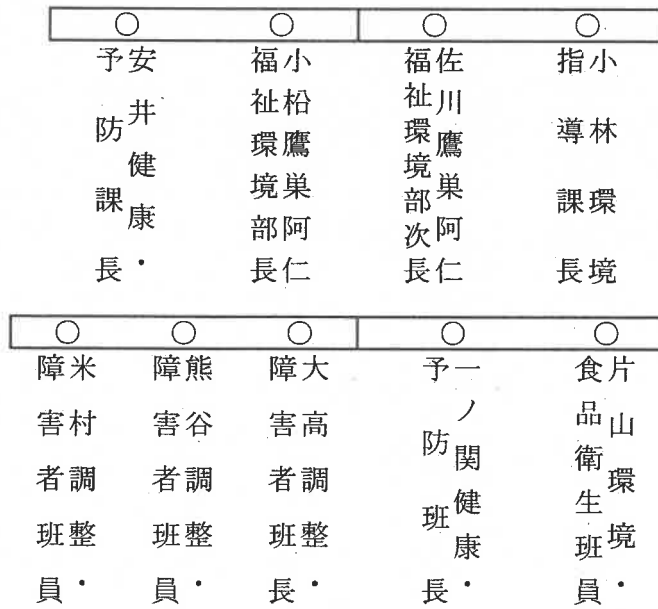 ○ ○ ○ ○
小林環境
指導課長
佐川鷹巣阿仁
福祉環境部次長
小松鷹巣阿仁
福祉環境部長
安井健康・
予防課長
○ ○ ○ ○ ○
片山環境・
食品衛生班員
一ノ関健康・
予防班長
大高調整・
障害者班長
熊谷調整・
障害者班員
米村調整・
障害者班員